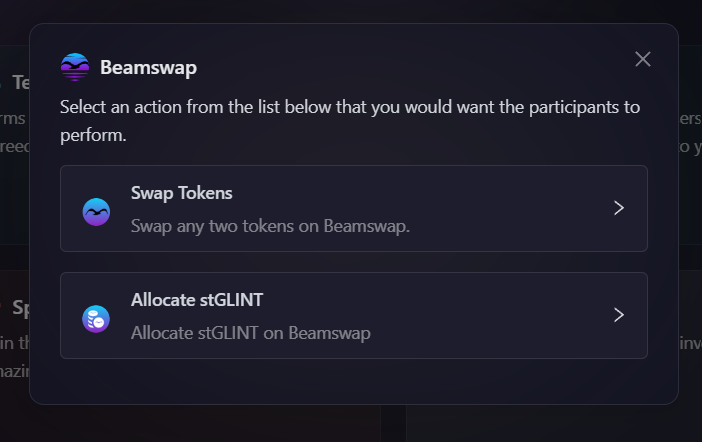 Beamswap
Select an action from the list below that you would want the participants to
perform.
Swap Tokens
Swap any two tokens on Beamswap.
Allocate stGLINT
Allocate stGLINT on Beamswap